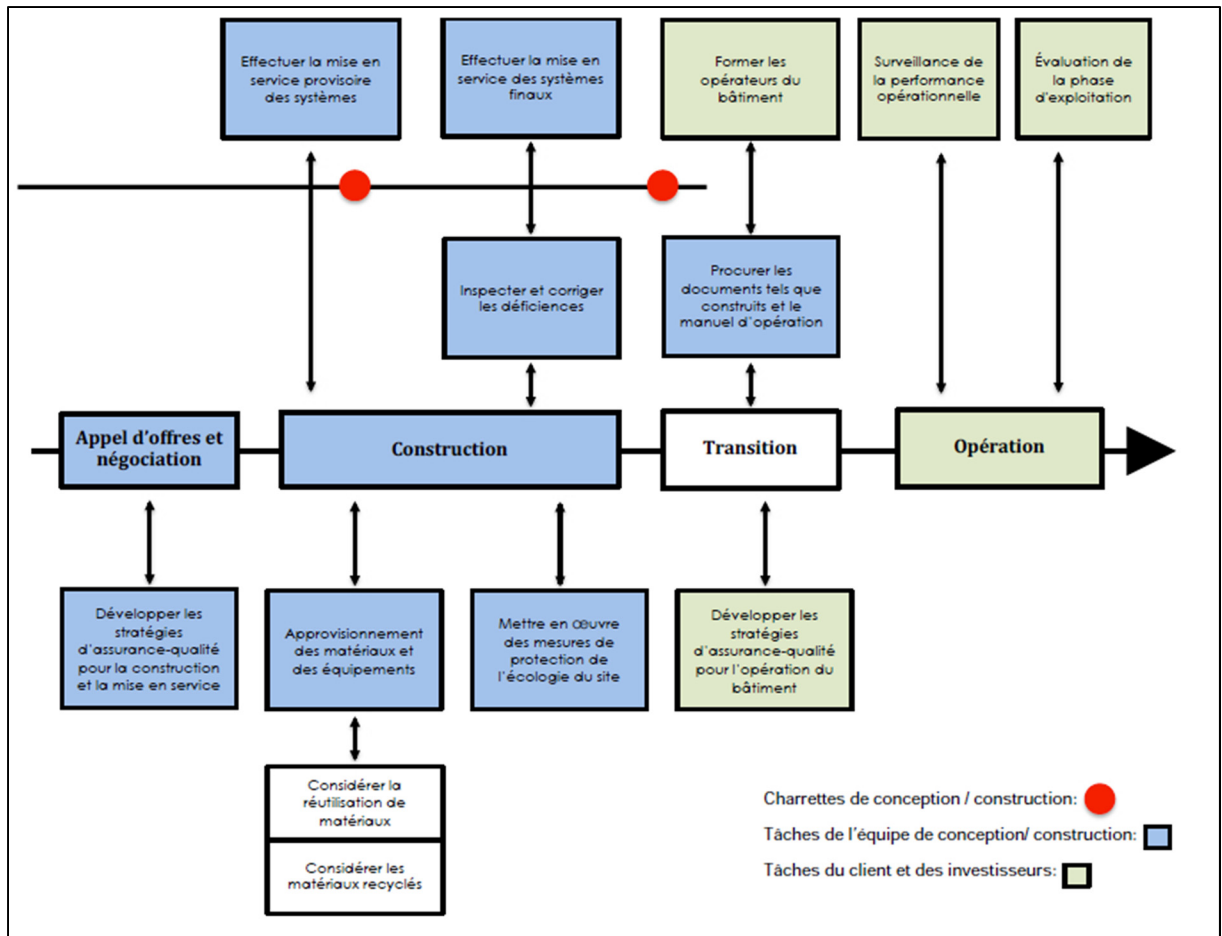 Effectuer la mise en
service provisoire
des systèmes
Effectuer la mise en
service des systèmes
finaux
Former les
opérateurs du
bâtiment
Surveillance de
la performance
opérationnelle
Évaluation de
la phase
d'exploitation
Inspecter et corriger
les déficiences
Procurer les
documents tels que
construits et le
manuel d'opération
Appel d'offres et
négociation
Construction
Transition
Opération
Développer les
stratégies
d'assurance-qualité
pour la construction
et la mise en service
Approvisionnement
des matériaux et
des équipements
Mettre en œuvre
des mesures de
protection de
l'écologie du site
Développer les
stratégies
d'assurance-qualité
pour l'opération du
bâtiment
Considérer la
réutilisation de
matériaux
Considérer les
matériaux recyclés
Charrettes de conception / construction:
Tâches de l'équipe de conception/ construction:
Tâches du client et des investisseurs: